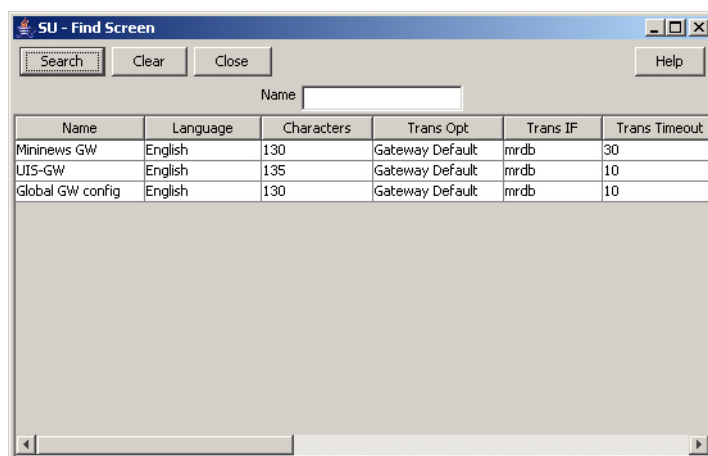 SU - Find Screen
Search Clear Close Help
Name
Name Language Characters Trans Opt Trans IF Trans Timeout
Mininews GW English 130 Gateway Default mrdb 30
UIS-GW English 135 Gateway Default mrdb 10
Global GW config English 130 Gateway Default mrdb 10